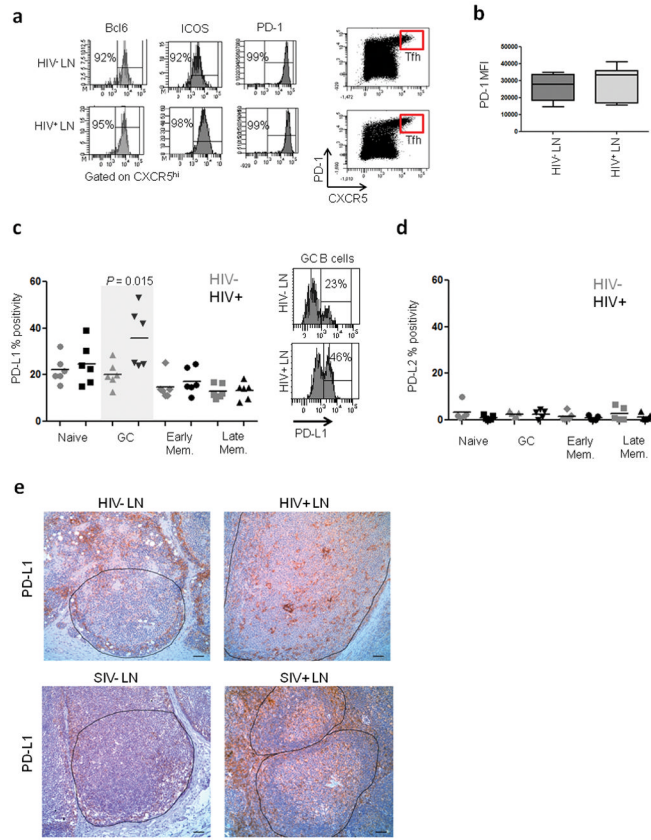 a
Bcl6 ICOS PD-1
HIV- LN 92% 92% 99%
HIV+ LN 95% 98% 99%
Gated on CXCR5hi
Tfh
Tfh
PD-1
CXCR5
b
PD-1 MFI
50000
40000
30000
20000
10000
0
HIV- LN HIV+ LN
c
PD-L1 % positivity
60
40
20
0
P = 0.015
HIV-
HIV+
Naive GC Early Mem. Late Mem.
GC B cells
HIV- LN 23%
HIV+ LN 46%
PD-L1
d
PD-L2 % positivity
60
40
20
0
HIV-
HIV+
Naive GC Early Mem. Late Mem.
e
HIV- LN HIV+ LN
PD-L1
SIV- LN SIV+ LN
PD-L1